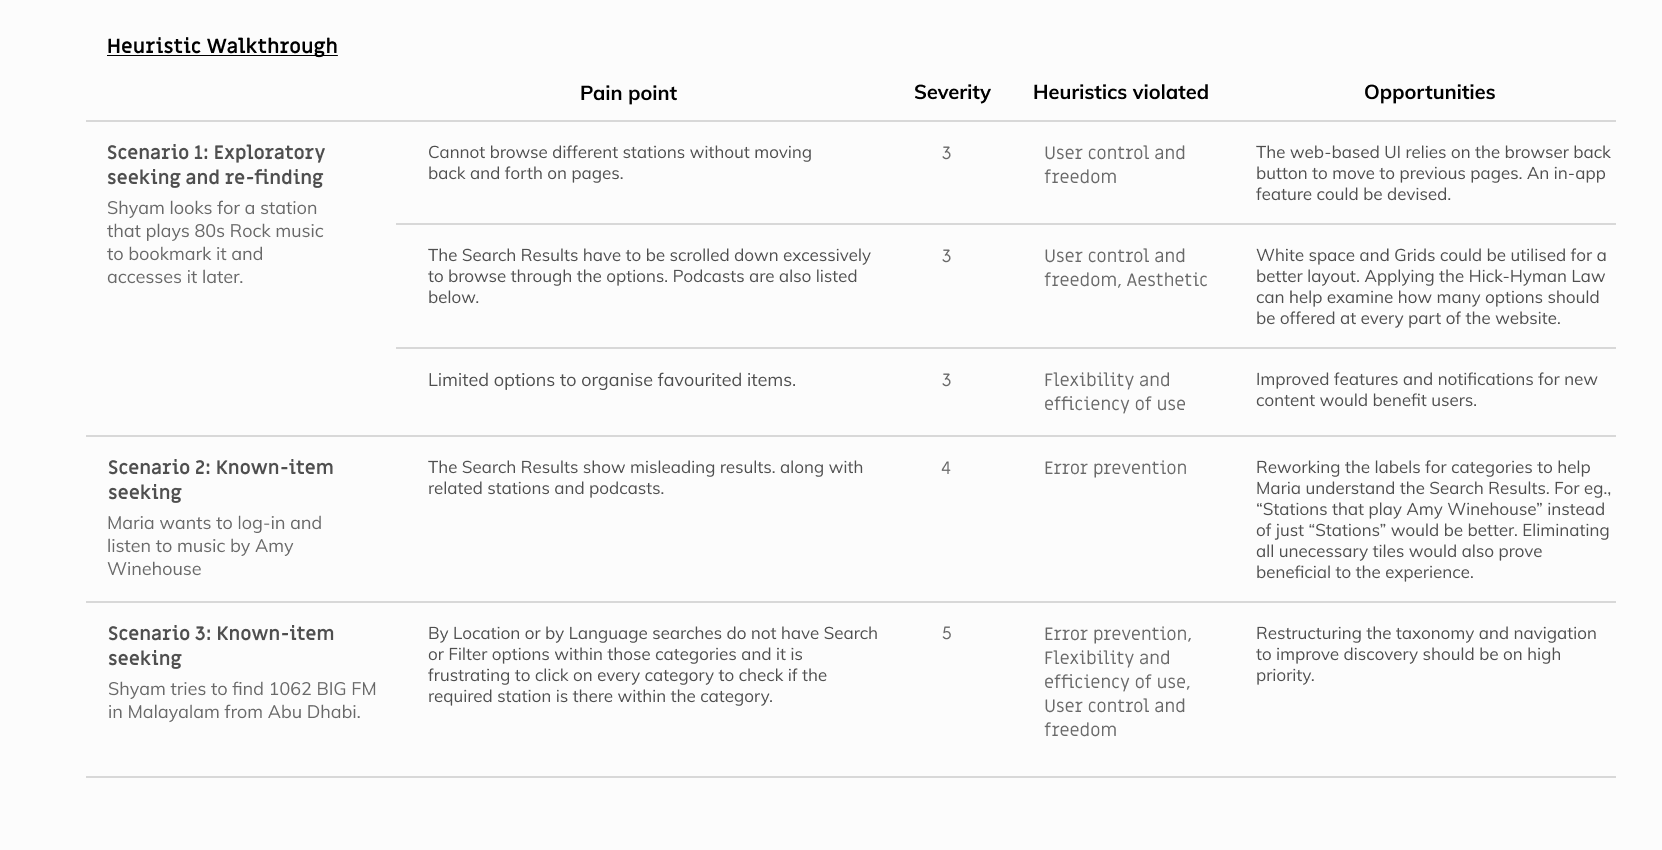 Heuristic Walkthrough
Pain point
Severity
Heuristics violated
Opportunities
Scenario 1: Exploratory
seeking and re-finding
Shyam looks for a station
that plays 80s Rock music
to bookmark it and
accesses it later.
Cannot browse different stations without moving
back and forth on pages.
3
User control and
freedom
The web-based UI relies on the browser back
button to move to previous pages. An in-app
feature could be devised.
The Search Results have to be scrolled down excessively
to browse through the options. Podcasts are also listed
below.
3
User control and
freedom, Aesthetic
White space and Grids could be utilised for a
better layout. Applying the Hick-Hyman Law
can help examine how many options should
be offered at every part of the website.
Limited options to organise favourited items.
3
Flexibility and
efficiency of use
Improved features and notifications for new
content would benefit users.
Scenario 2: Known-item
seeking
Maria wants to log-in and
listen to music by Amy
Winehouse
The Search Results show misleading results. along with
related stations and podcasts.
4
Error prevention
Reworking the labels for categories to help
Maria understand the Search Results. For eg.,
“Stations that play Amy Winehouse” instead
of just “Stations” would be better. Eliminating
all unecessary tiles would also prove
beneficial to the experience.
Scenario 3: Known-item
seeking
Shyam tries to find 1062 BIG FM
in Malayalam from Abu Dhabi.
By Location or by Language searches do not have Search
or Filter options within those categories and it is
frustrating to click on every category to check if the
required station is there within the category.
5
Error prevention,
Flexibility and
efficiency of use,
User control and
freedom
Restructuring the taxonomy and navigation
to improve discovery should be on high
priority.